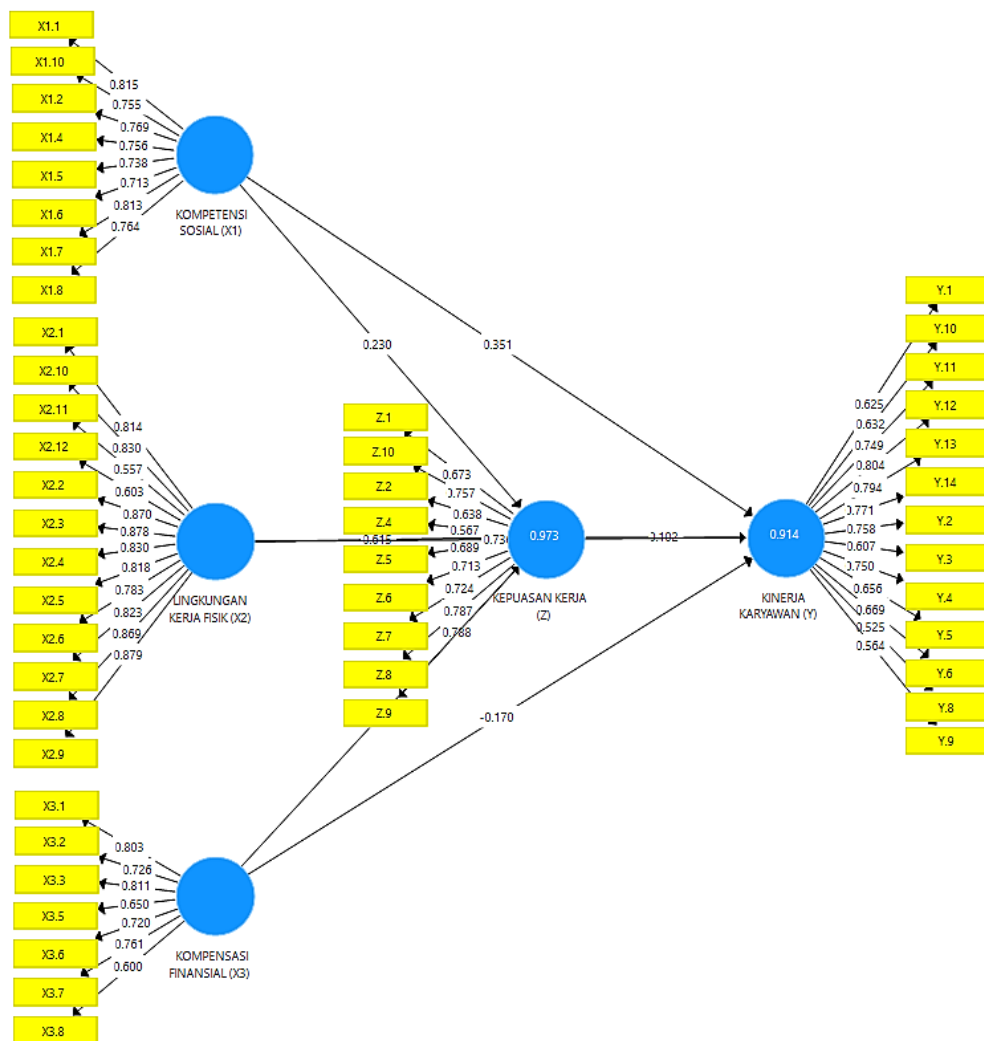 X1.1
X1.10
X1.2
X1.4
X1.5
X1.6
X1.7
X1.8
0.815
0.755
0.769
0.756
0.738
0.713
0.813
0.764
KOMPETENSI
SOSIAL (X1)
0.230
0.351
X2.1
X2.10
X2.11
X2.12
X2.2
X2.3
X2.4
X2.5
X2.6
X2.7
X2.8
X2.9
0.814
0.830
0.557
0.603
0.870
0.878
0.830
0.818
0.783
0.823
0.869
0.879
LINGKUNGAN
KERJA FISIK (X2)
0.615
Z.1
Z.10
Z.2
Z.4
Z.5
Z.6
Z.7
Z.8
Z.9
0.673
0.757
0.638
0.567
0.689
0.713
0.724
0.787
0.788
0.973
KEPUASAN KERJA
(Z)
0.914
KINERJA
KARYAWAN (Y)
Y.1
Y.10
Y.11
Y.12
Y.13
Y.14
Y.2
Y.3
Y.4
Y.5
Y.6
Y.8
Y.9
0.625
0.632
0.749
0.804
0.794
0.771
0.758
0.607
0.750
0.656
0.669
0.525
0.564
-0.170
X3.1
X3.2
X3.3
X3.5
X3.6
X3.7
X3.8
0.803
0.726
0.811
0.650
0.720
0.761
0.600
KOMPENSASI
FINANSIAL (X3)